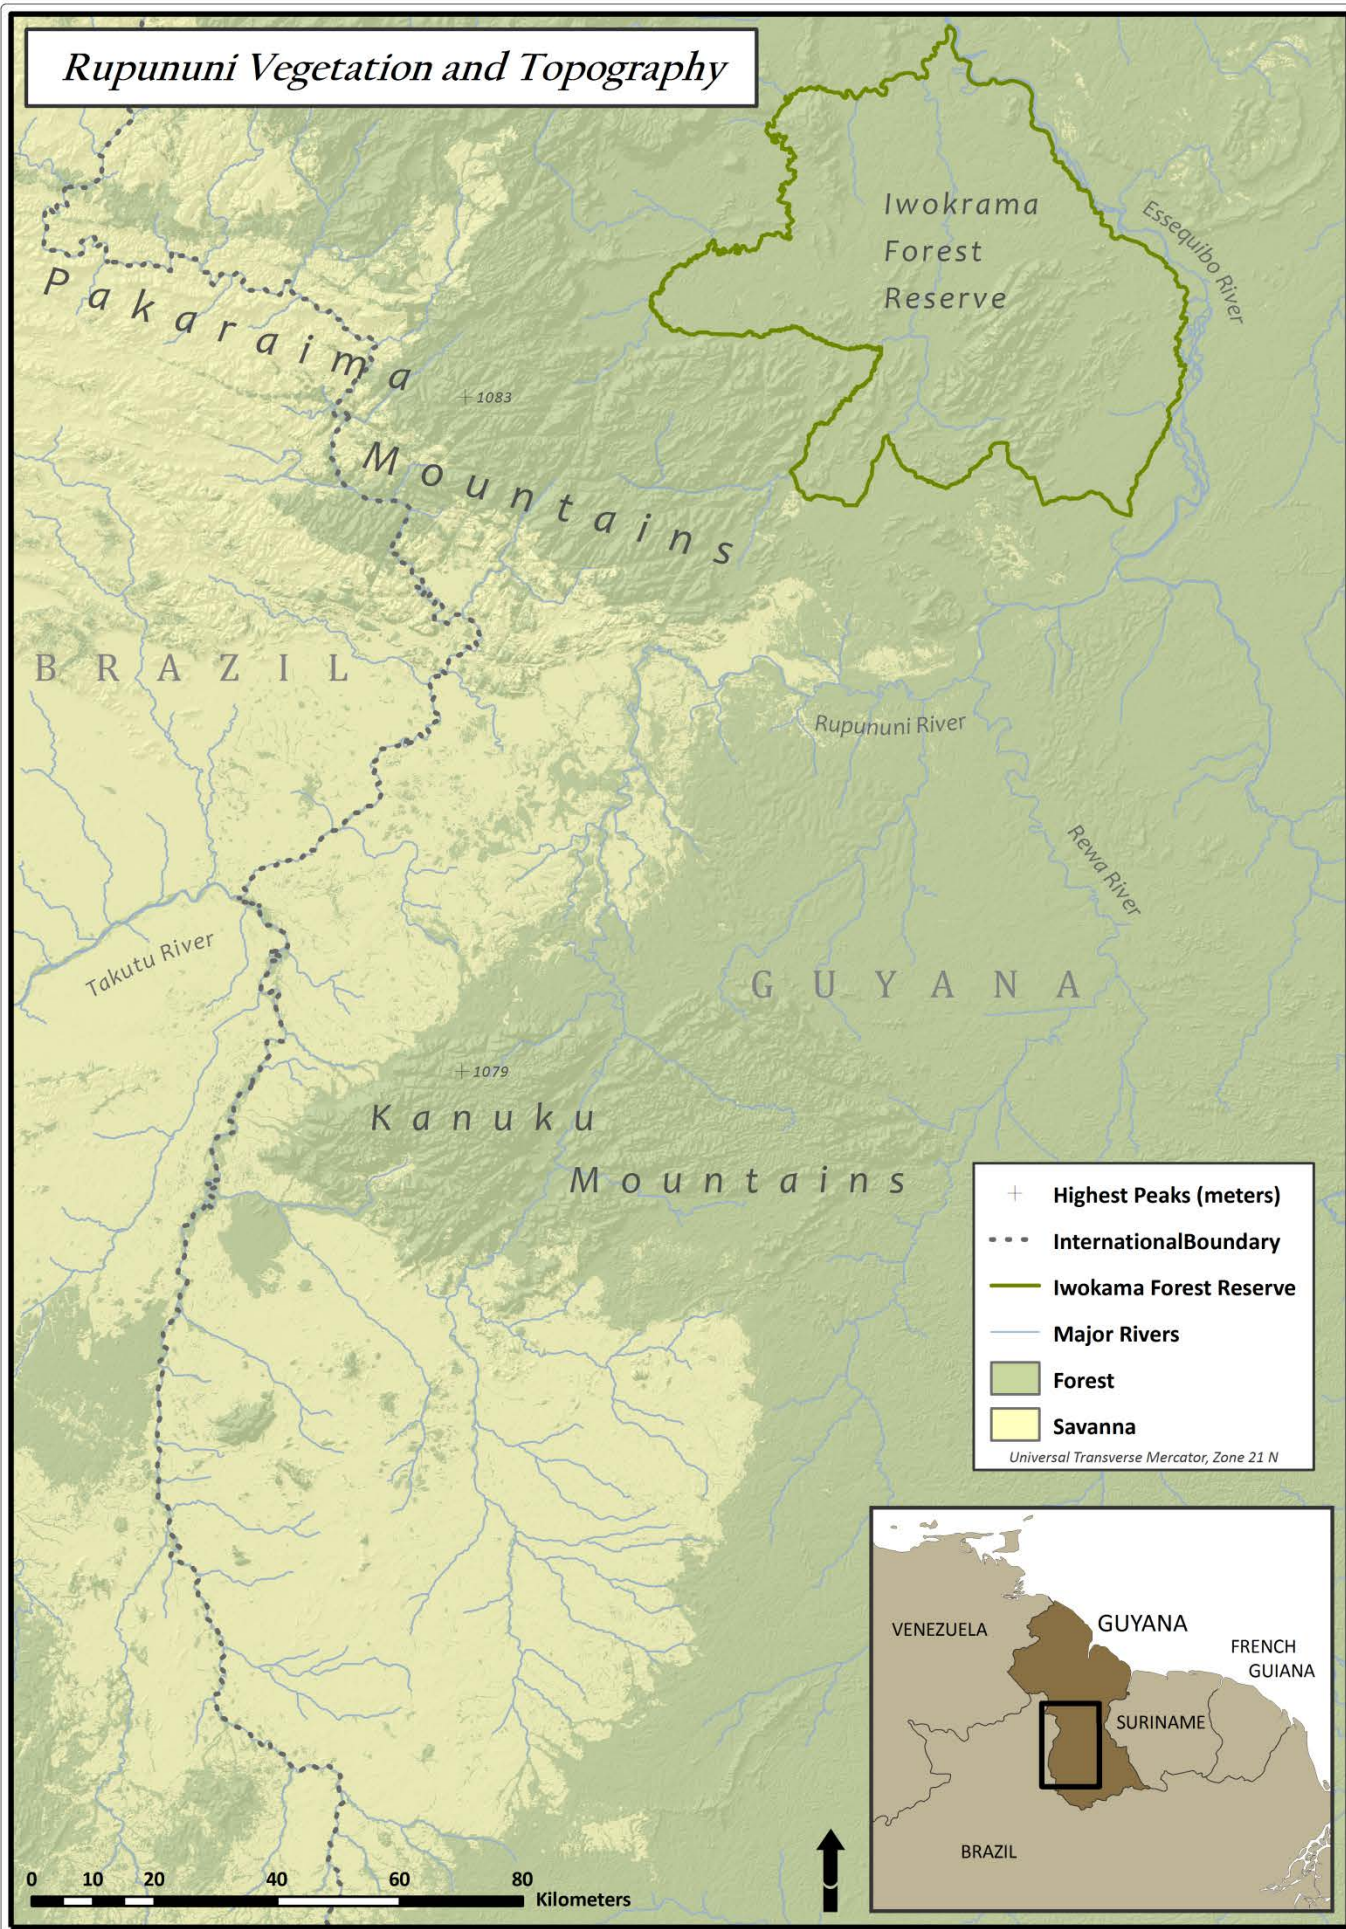 Rupununi Vegetation and Topography
Iwokrama
Forest
Reserve
Essequibo River
Pakaraima
Mountains
1083
BRAZIL
Rupununi River
Rewa River
Takutu River
GUYANA
1079
Kanuku
Mountains
Highest Peaks (meters)
InternationalBoundary
Iwokama Forest Reserve
Major Rivers
Forest
Savanna
Universal Transverse Mercator, Zone 21 N
VENEZUELA
GUYANA
FRENCH
GUIANA
SURINAME
BRAZIL
0 10 20 40 60 80
Kilometers